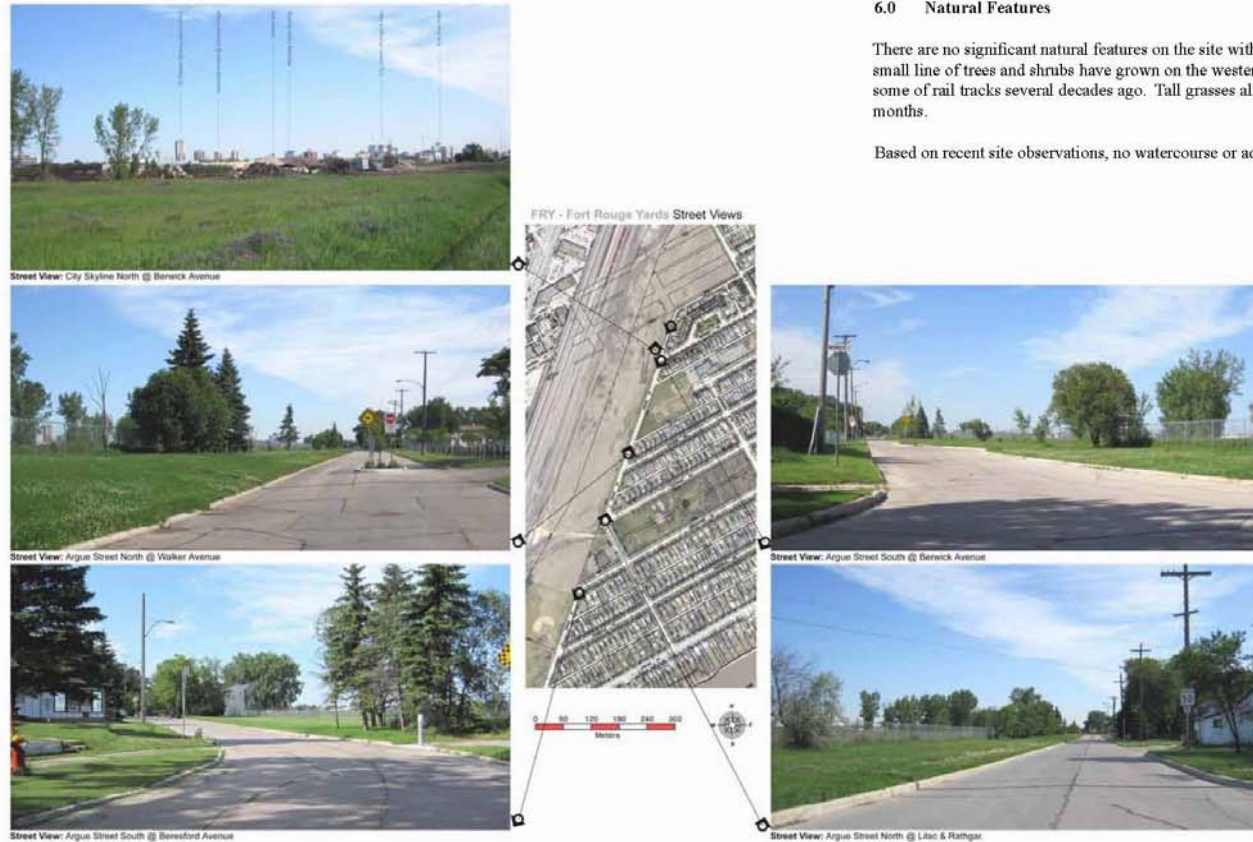 6.0 Natural Features
There are no significant natural features on the site with
small line of trees and shrubs have grown on the wester
some of rail tracks several decades ago. Tall grasses al
months.
Based on recent site observations, no watercourse or ac
Street View: City Skyline North @ Berwick Avenue
FRY - Fort Rouge Yards Street Views
Street View: Argue Street North @ Walker Avenue
Street View: Argue Street South @ Berwick Avenue
0 60 120 180 240 300
Meters
Street View: Argue Street South @ Beresford Avenue
Street View: Argue Street North @ Lilac & Rathgar.